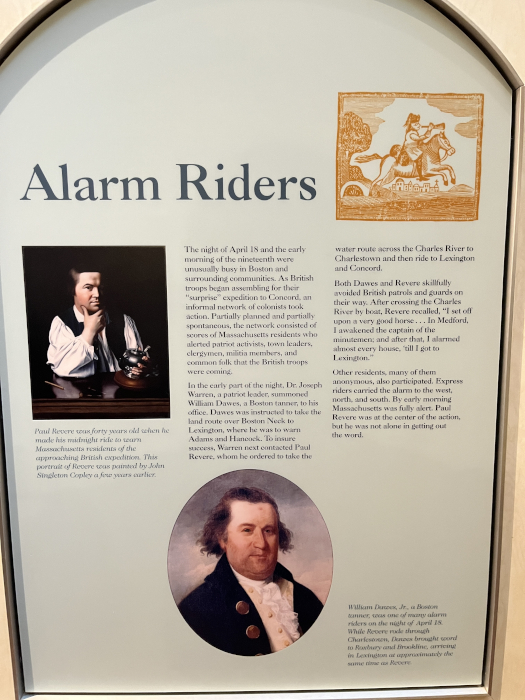 Alarm Riders
The night of April 18 and the early
morning of the nineteenth were
unusually busy in Boston and
surrounding communities. As British
troops began assembling for their
"surprise" expedition to Concord, an
informal network of colonists took
action. Partially planned and partially
spontaneous, the network consisted of
scores of Massachusetts residents who
alerted patriot activists, town leaders,
clergymen, militia members, and
common folk that the British troops
were coming.
In the early part of the night, Dr. Joseph
Warren, a patriot leader, summoned
William Dawes, a Boston tanner, to his
office. Dawes was instructed to take the
land route over Boston Neck to
Lexington, where he was to warn
Adams and Hancock. To insure
success, Warren next contacted Paul
Revere, whom he ordered to take the
water route across the Charles River to
Charlestown and then ride to Lexington
and Concord.
Both Dawes and Revere skillfully
avoided British patrols and guards on
their way. After crossing the Charles
River by boat, Revere recalled, "I set off
upon a very good horse . . . In Medford,
I awakened the captain of the
minutemen; and after that, I alarmed
almost every house, 'till I got to
Lexington."
Other residents, many of them
anonymous, also participated. Express
riders carried the alarm to the west,
north, and south. By early morning
Massachusetts was fully alert. Paul
Revere was at the center of the action,
but he was not alone in getting out
the word.
Paul Revere was forty years old when he
made his midnight ride to warn
Massachusetts residents of the
approaching British expedition. This
portrait of Revere was painted by John
Singleton Copley a few years earlier.
William Dawes, Jr., a Boston
tanner, was one of many alarm
riders on the night of April 18.
While Revere rode through
Charlestown, Dawes brought word
to Roxbury and Brookline, arriving
in Lexington at approximately the
same time as Revere